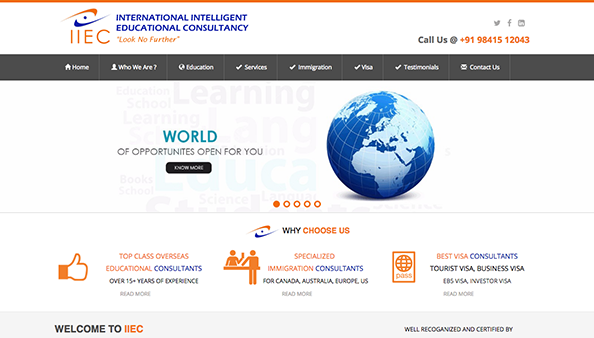 INTERNATIONAL INTELLIGENT
EDUCATIONAL CONSULTANCY
IIEC "Look No Further"
Call Us @ +91 98415 12043
Home Who We Are ? Education Services Immigration Visa Testimonials Contact Us
Education
School
Learning
School
Learning
WORLD
OF OPPORTUNITES OPEN FOR YOU
KNOW MORE
Books
School
Science
WHY CHOOSE US
TOP CLASS OVERSEAS
EDUCATIONAL CONSULTANTS
OVER 15+ YEARS OF EXPERIENCE
READ MORE
SPECIALIZED
IMMIGRATION CONSULTANTS
FOR CANADA, AUSTRALIA, EUROPE, US
READ MORE
pass
BEST VISA CONSULTANTS
TOURIST VISA, BUSINESS VISA
EBS VISA, INVESTOR VISA
READ MORE
WELCOME TO IIEC
WELL RECOGANIZED AND CERTIFIED BY